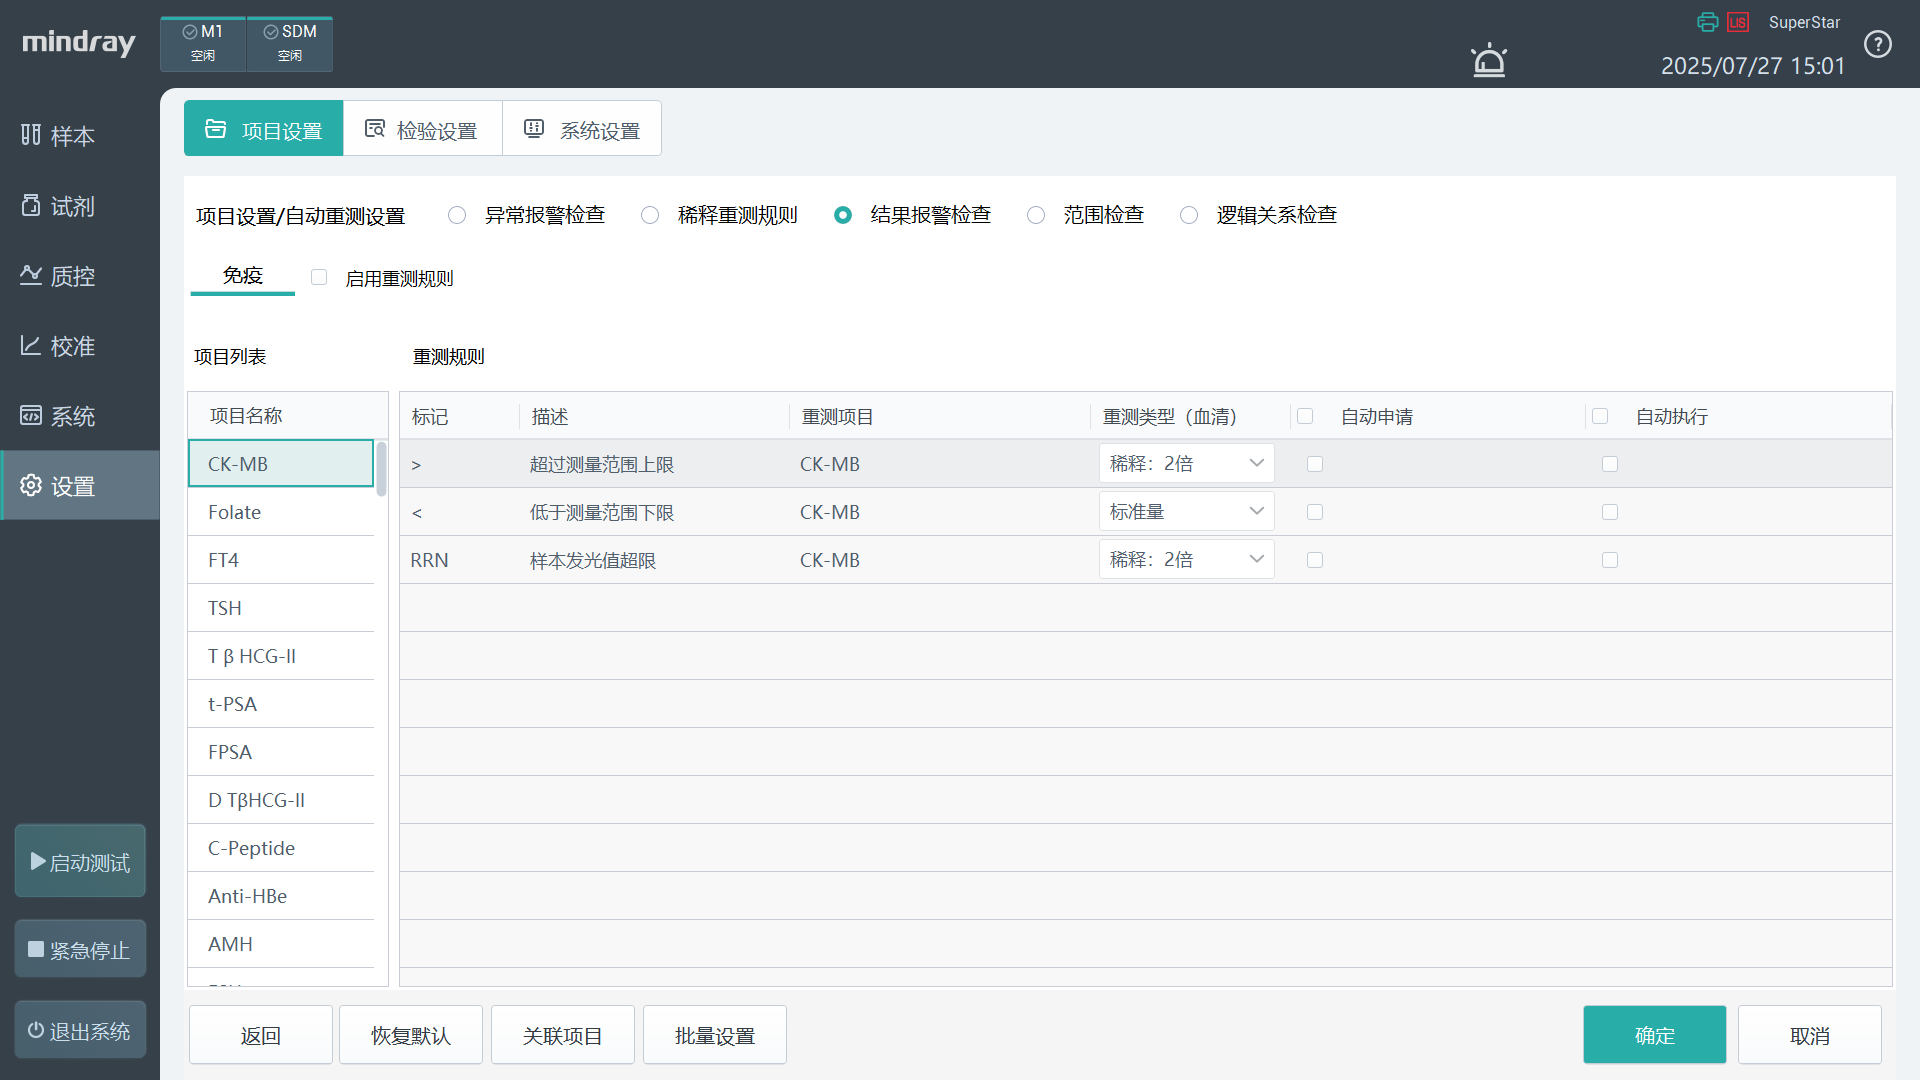 mindray
M1
空闲
SDM
空闲
LIS
SuperStar
2025/07/27 15:01
样本
试剂
质控
校准
系统
设置
启动测试
紧急停止
退出系统
项目设置
检验设置
系统设置
项目设置/自动重测设置
异常报警检查
稀释重测规则
结果报警检查
范围检查
逻辑关系检查
免疫
启用重测规则
项目列表
重测规则
项目名称
CK-MB
Folate
FT4
TSH
T β HCG-II
t-PSA
FPSA
D TβHCG-II
C-Peptide
Anti-HBe
AMH
标记 描述 重测项目 重测类型（血清） 自动申请 自动执行
> 超过测量范围上限 CK-MB 稀释：2倍
< 低于测量范围下限 CK-MB 标准量
RRN 样本发光值超限 CK-MB 稀释：2倍
返回
恢复默认
关联项目
批量设置
确定
取消